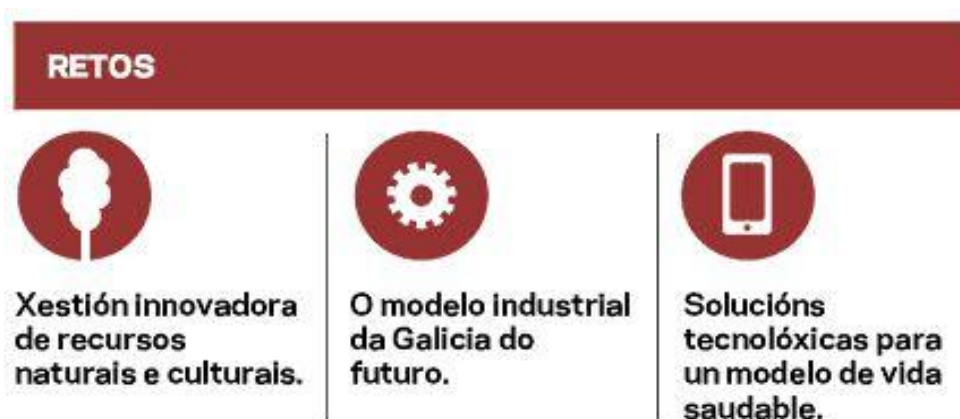 RETOS
Xestión innovadora
de recursos
naturais e culturais.
O modelo industrial
da Galicia do
futuro.
Solucións
tecnolóxicas para
un modelo de vida
saudable.